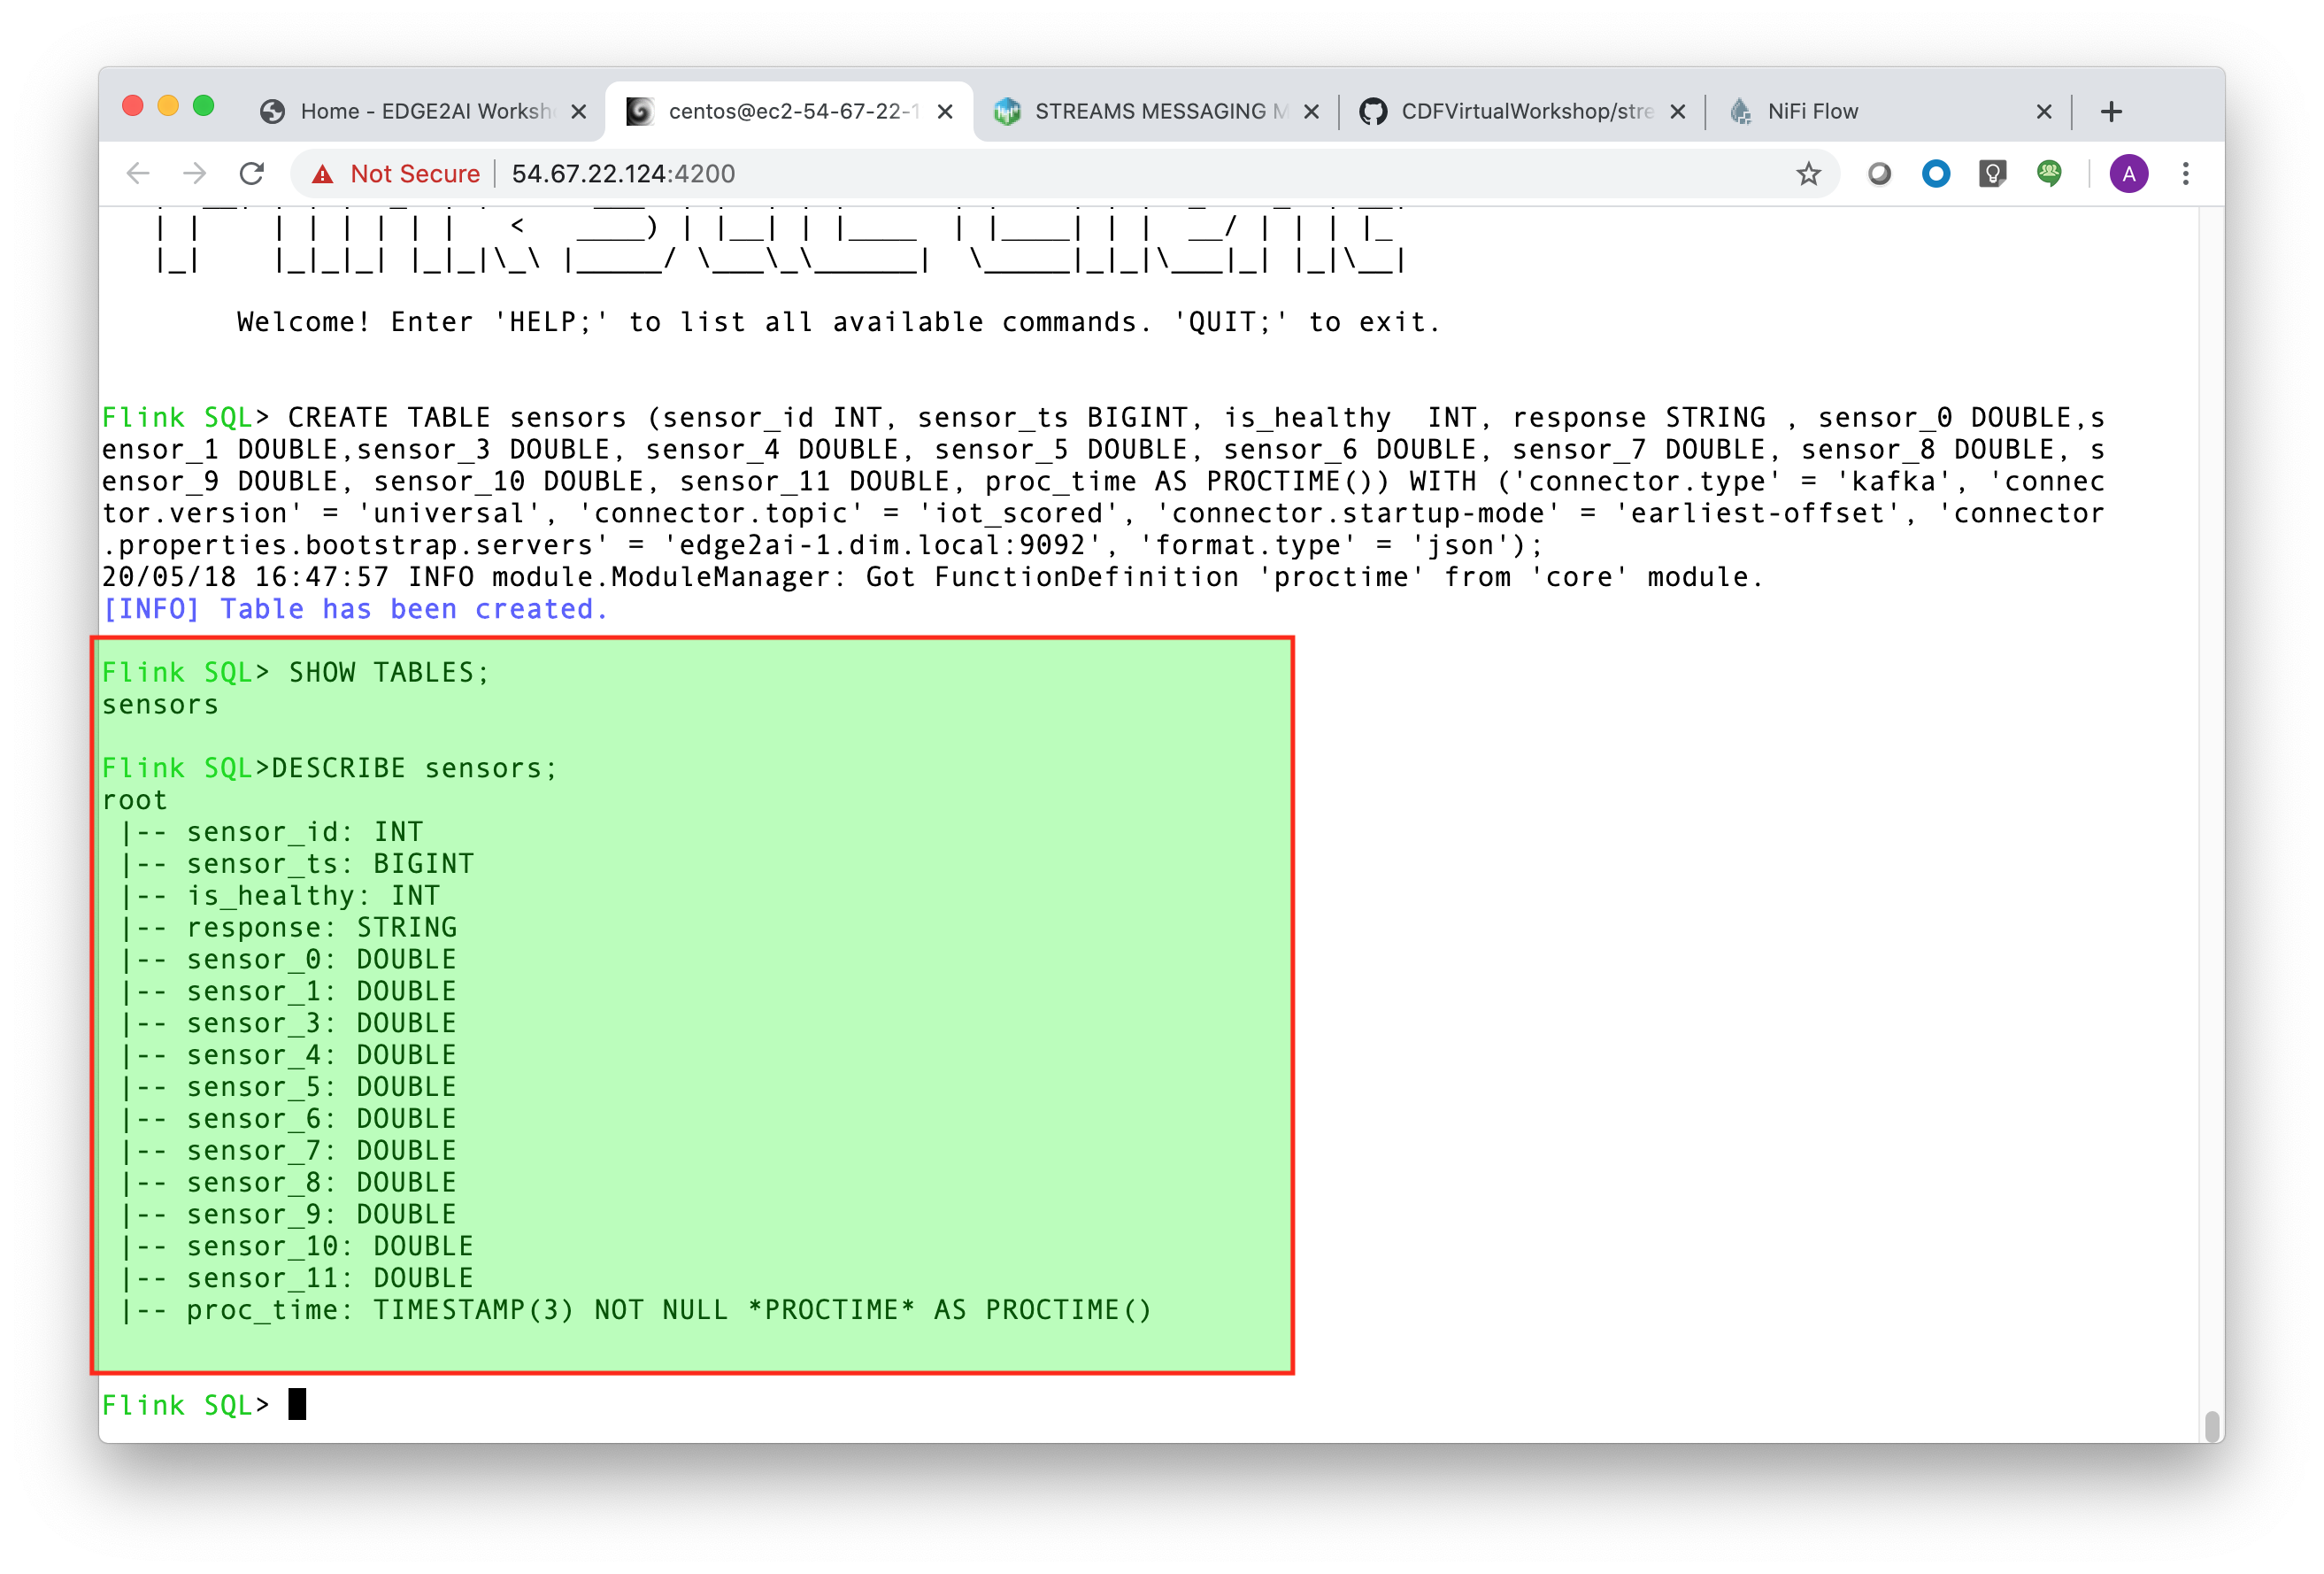 Home - EDGE2AI Worksh
centos@ec2-54-67-22-1
STREAMS MESSAGING M
CDFVirtualWorkshop/stre
NiFi Flow
Not Secure
54.67.22.124:4200
A
Welcome! Enter 'HELP;' to list all available commands. 'QUIT;' to exit.
Flink SQL> CREATE TABLE sensors (sensor_id INT, sensor_ts BIGINT, is_healthy  INT, response STRING , sensor_0 DOUBLE,s
ensor_1 DOUBLE,sensor_3 DOUBLE, sensor_4 DOUBLE, sensor_5 DOUBLE, sensor_6 DOUBLE, sensor_7 DOUBLE, sensor_8 DOUBLE, s
ensor_9 DOUBLE, sensor_10 DOUBLE, sensor_11 DOUBLE, proc_time AS PROCTIME()) WITH ('connector.type' = 'kafka', 'connec
tor.version' = 'universal', 'connector.topic' = 'iot_scored', 'connector.startup-mode' = 'earliest-offset', 'connector
.properties.bootstrap.servers' = 'edge2ai-1.dim.local:9092', 'format.type' = 'json');
20/05/18 16:47:57 INFO module.ModuleManager: Got FunctionDefinition 'proctime' from 'core' module.
[INFO] Table has been created.
Flink SQL> SHOW TABLES;
sensors
Flink SQL>DESCRIBE sensors;
root
 |-- sensor_id: INT
 |-- sensor_ts: BIGINT
 |-- is_healthy: INT
 |-- response: STRING
 |-- sensor_0: DOUBLE
 |-- sensor_1: DOUBLE
 |-- sensor_3: DOUBLE
 |-- sensor_4: DOUBLE
 |-- sensor_5: DOUBLE
 |-- sensor_6: DOUBLE
 |-- sensor_7: DOUBLE
 |-- sensor_8: DOUBLE
 |-- sensor_9: DOUBLE
 |-- sensor_10: DOUBLE
 |-- sensor_11: DOUBLE
 |-- proc_time: TIMESTAMP(3) NOT NULL *PROCTIME* AS PROCTIME()
Flink SQL>